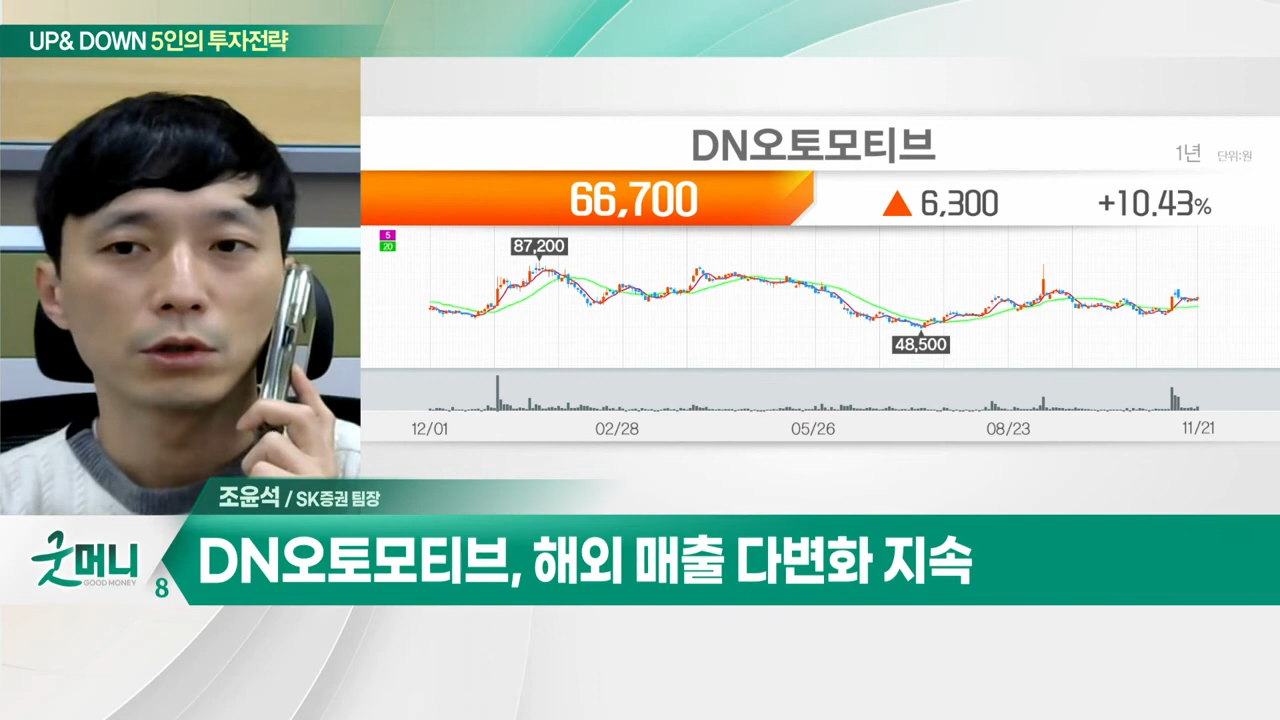 UP& DOWN 5인의 투자전략
DN오토모티브
1년 단위:원
66,700 ▲ 6,300 +10.43%
5
20
87,200
48,500
12/01 02/28 05/26 08/23 11/21
조윤석 / SK증권 팀장
굿머니
GOOD MONEY
8
DN오토모티브, 해외 매출 다변화 지속